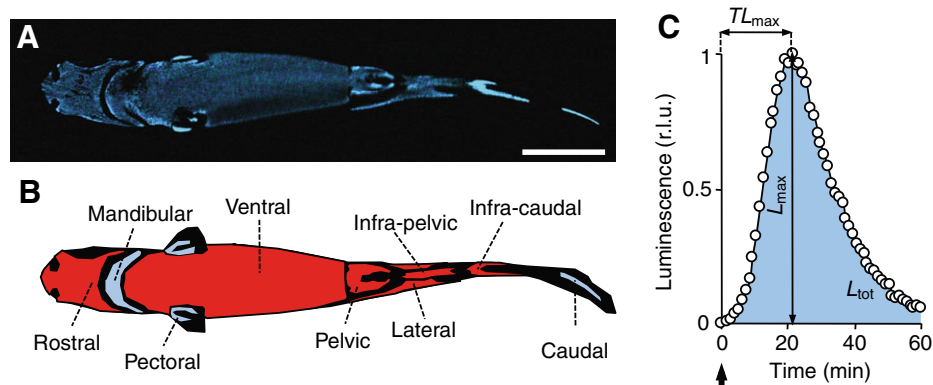 A
B
Mandibular
Ventral
Infra-pelvic
Infra-caudal
Rostral
Pectoral
Pelvic
Lateral
Caudal
C
TLmax
1
0.5
0
Luminescence (r.l.u.)
Lmax
Ltot
0
20
40
60
Time (min)